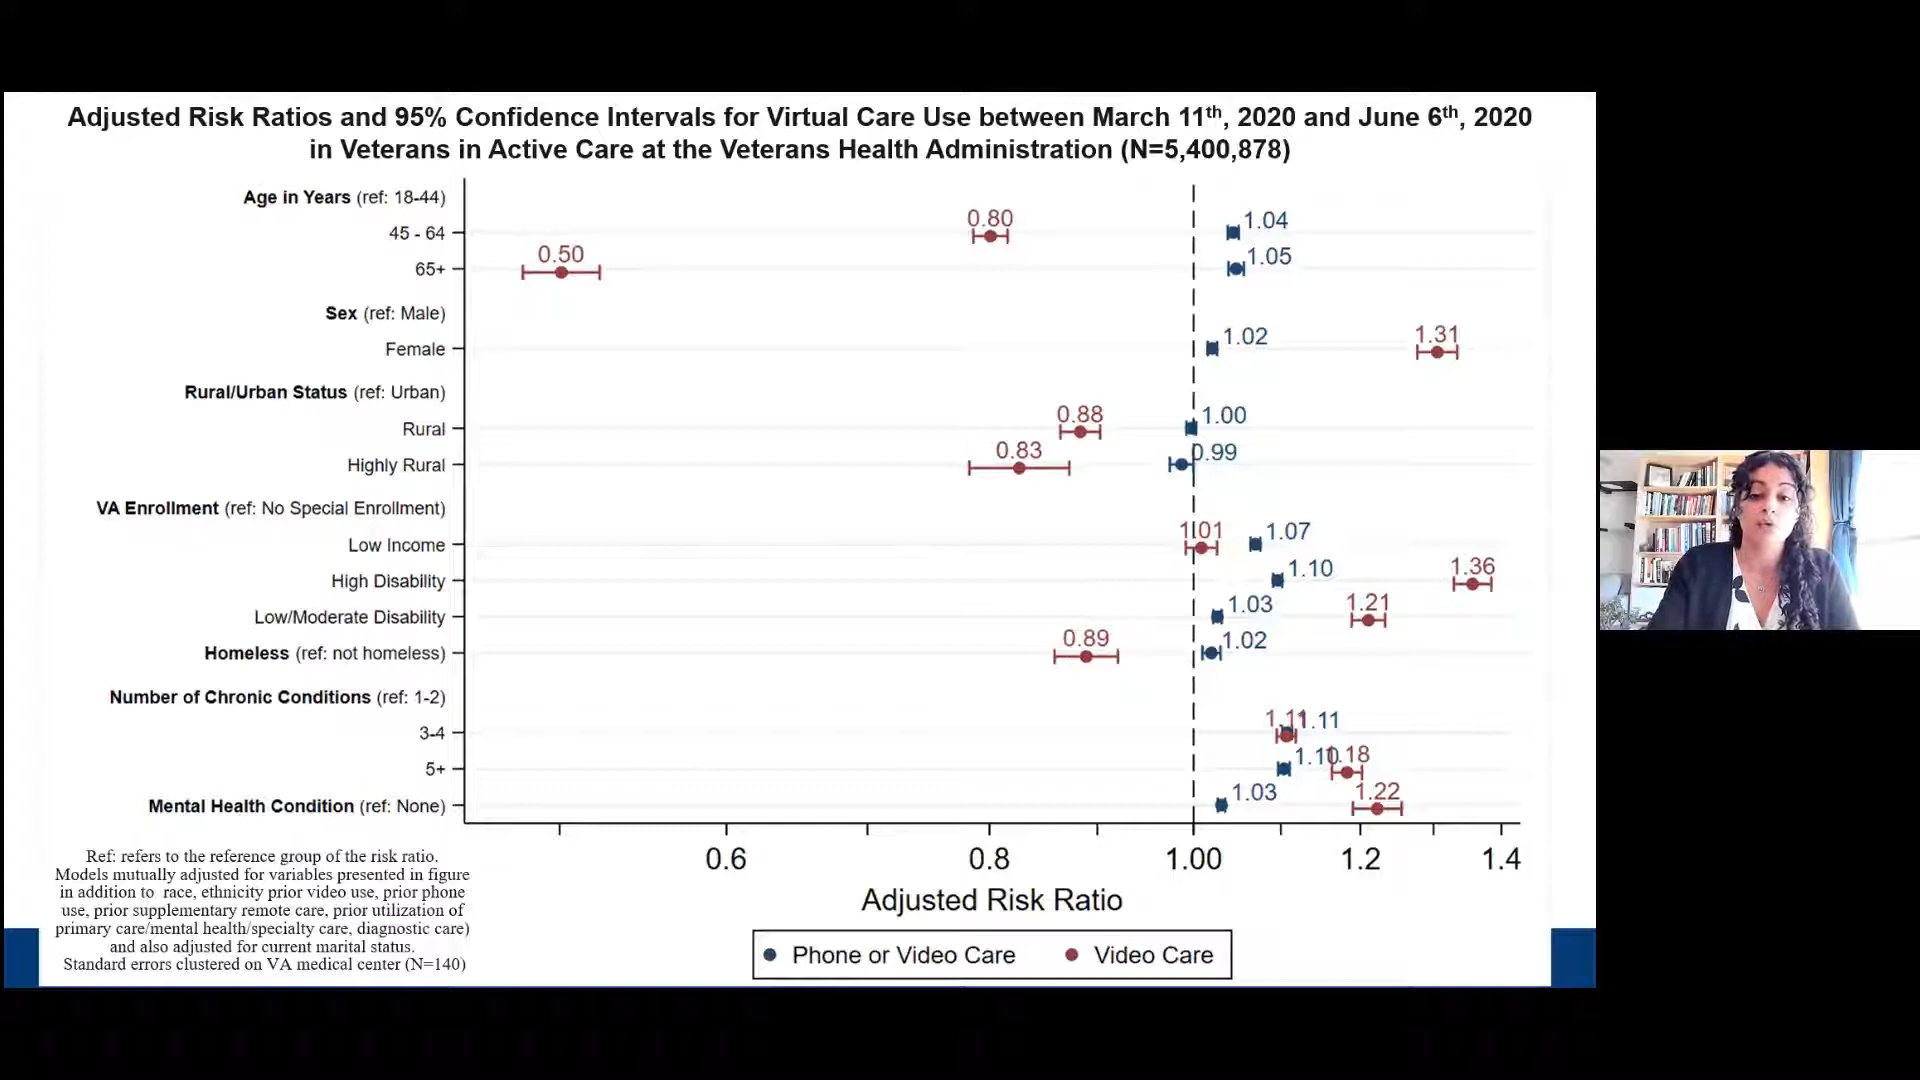 Adjusted Risk Ratios and 95% Confidence Intervals for Virtual Care Use between March 11th, 2020 and June 6th, 2020
in Veterans in Active Care at the Veterans Health Administration (N=5,400,878)
Age in Years (ref: 18-44)
45 - 64
0.80
1.04
65+
0.50
1.05
Sex (ref: Male)
Female
1.02
1.31
Rural/Urban Status (ref: Urban)
Rural
0.88
1.00
Highly Rural
0.83
0.99
VA Enrollment (ref: No Special Enrollment)
Low Income
1.01
1.07
High Disability
1.10
1.36
Low/Moderate Disability
1.03
1.21
Homeless (ref: not homeless)
0.89
1.02
Number of Chronic Conditions (ref: 1-2)
3-4
1.11
1.11
5+
1.10
1.18
Mental Health Condition (ref: None)
1.03
1.22
0.6 0.8 1.00 1.2 1.4
Adjusted Risk Ratio
Phone or Video Care
Video Care
Ref: refers to the reference group of the risk ratio.
Models mutually adjusted for variables presented in figure
in addition to race, ethnicity prior video use, prior phone
use, prior supplementary remote care, prior utilization of
primary care/mental health/specialty care, diagnostic care)
and also adjusted for current marital status.
Standard errors clustered on VA medical center (N=140)